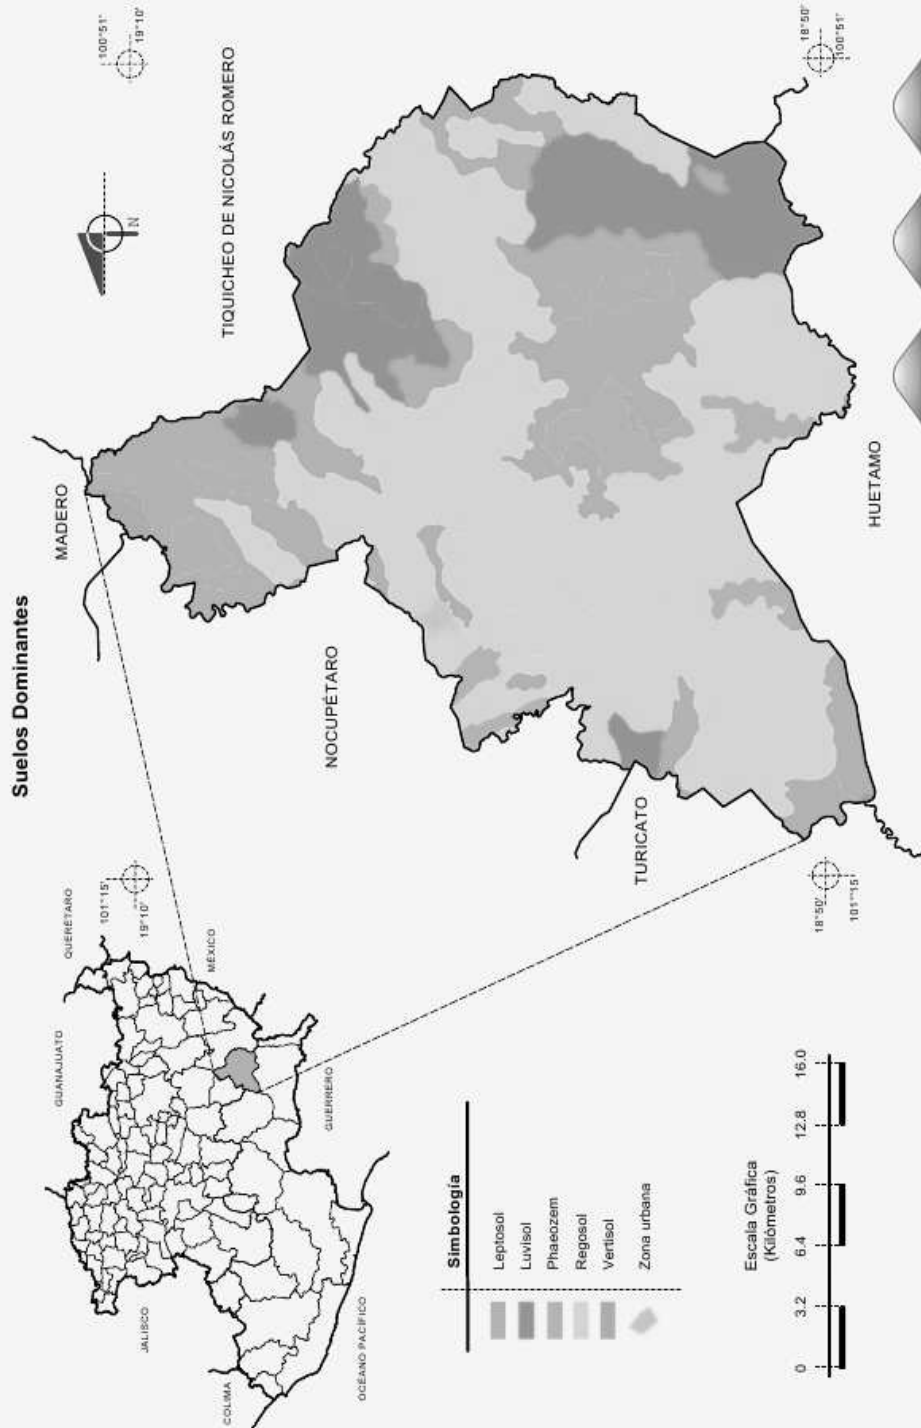 Suelos Dominantes
QUERÉTARO
GUANAJUATO
MÉXICO
JALISCO
GUERRERO
COLIMA
OCÉANO PACÍFICO
101°15'
19°10'
100°51'
19°10'
N
MADERO
TIQUICHEO DE NICOLÁS ROMERO
NOCUPÉTARO
TURICATO
HUETAMO
18°50'
101°15'
18°50'
100°51'
Simbología
Leptosol
Luvisol
Phaeozem
Regosol
Vertisol
Zona urbana
Escala Gráfica
(Kilómetros)
0 3.2 6.4 9.6 12.8 16.0